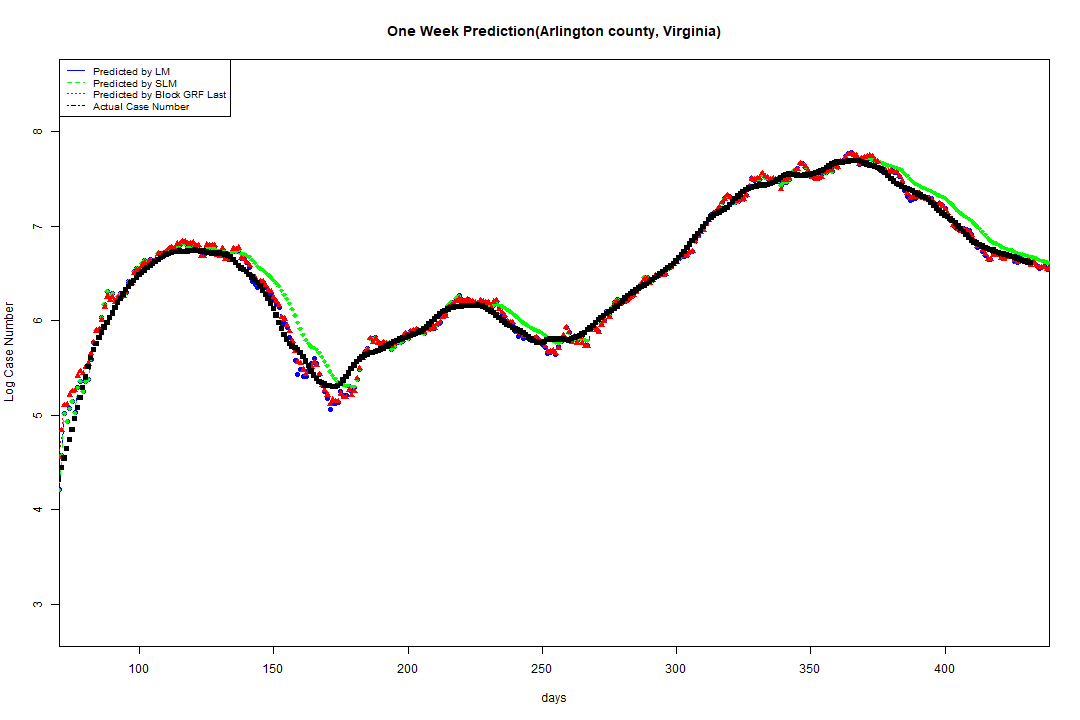 One Week Prediction(Arlington county, Virginia)
Predicted by LM
Predicted by SLM
Predicted by Block GRF Last
Actual Case Number
Log Case Number
8
7
6
5
4
3
100 150 200 250 300 350 400
days